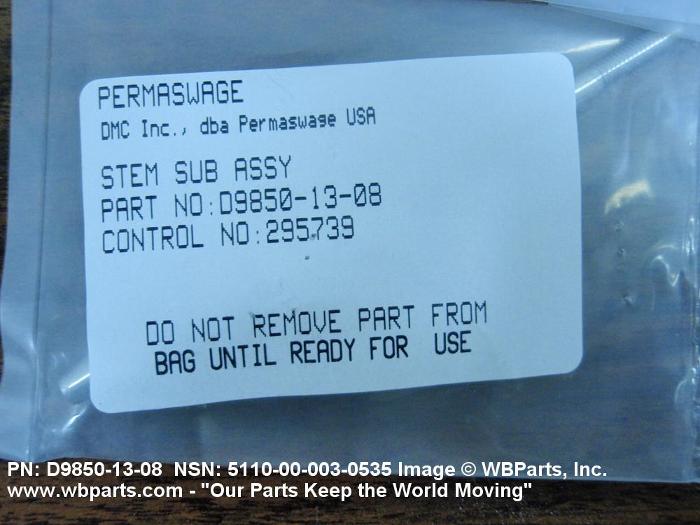 PERMASWAGE
DMC Inc., dba Permaswage USA
STEM SUB ASSY
PART NO:D9850-13-08
CONTROL NO:295739
DO NOT REMOVE PART FROM
BAG UNTIL READY FOR USE
PN: D9850-13-08 NSN: 5110-00-003-0535 Image © WBParts, Inc.
www.wbparts.com - "Our Parts Keep the World Moving"